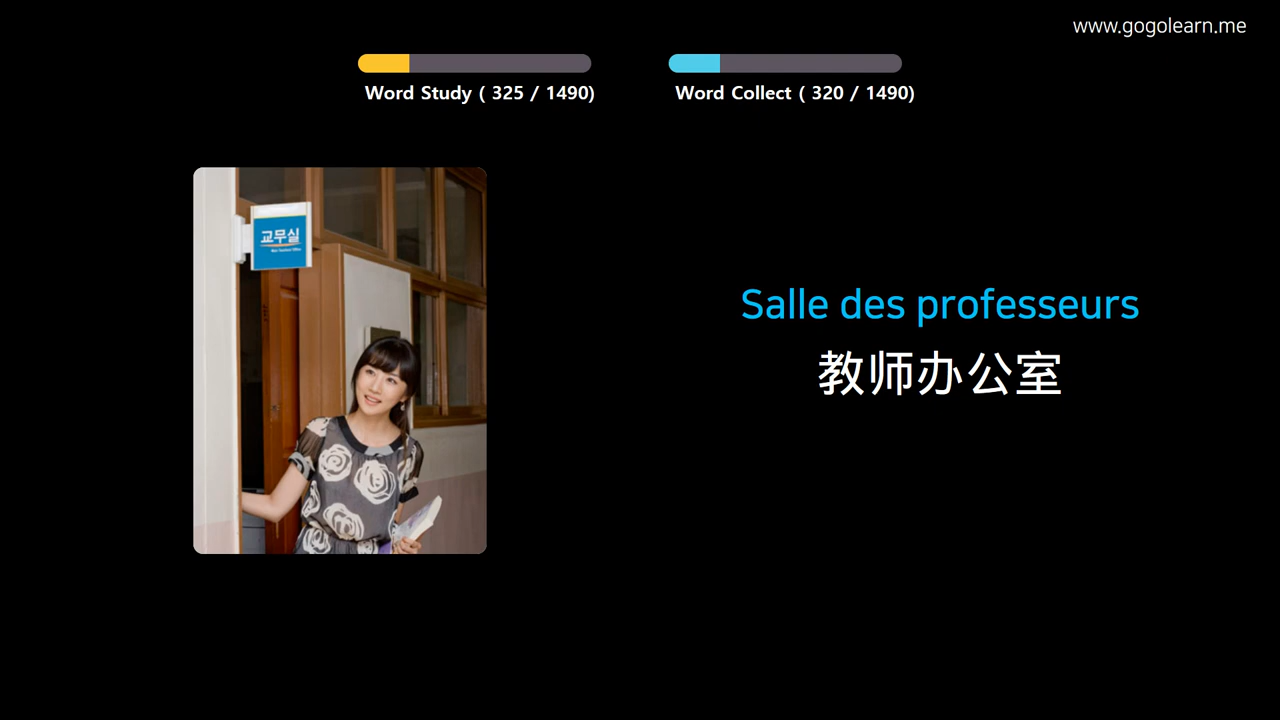 www.gogolearn.me
Word Study ( 325 / 1490)
Word Collect ( 320 / 1490)
교무실
Salle des professeurs
教师办公室